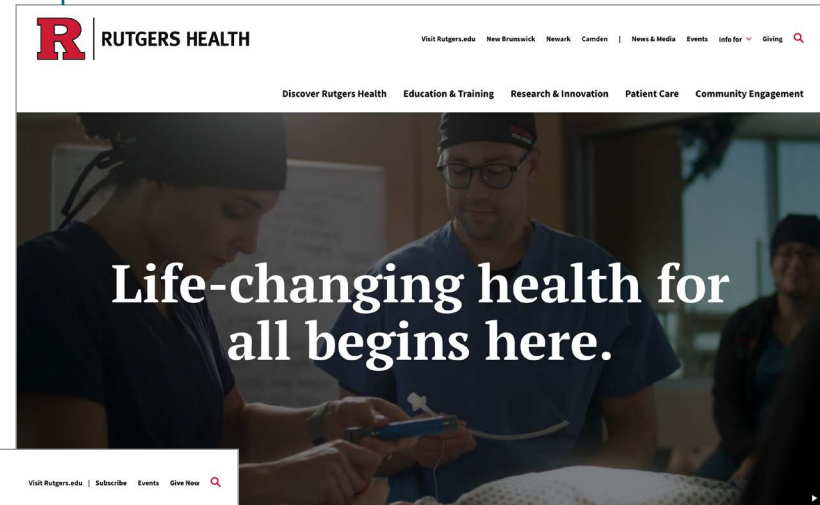 R RUTGERS HEALTH
Visit Rutgers.edu New Brunswick Newark Camden | News & Media Events Info for Giving
Discover Rutgers Health Education & Training Research & Innovation Patient Care Community Engagement
Life-changing health for
all begins here.
Visit Rutgers.edu | Subscribe Events Give Now